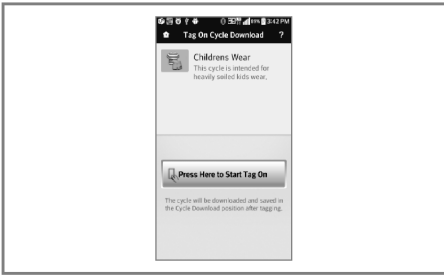 89% 3:42 PM
Tag On Cycle Download ?
Childrens Wear
This cycle is intended for
heavily soiled kids wear,
Press Here to Start Tag On
The cycle will be downloaded and saved in
the Cycle Download position after tagging.